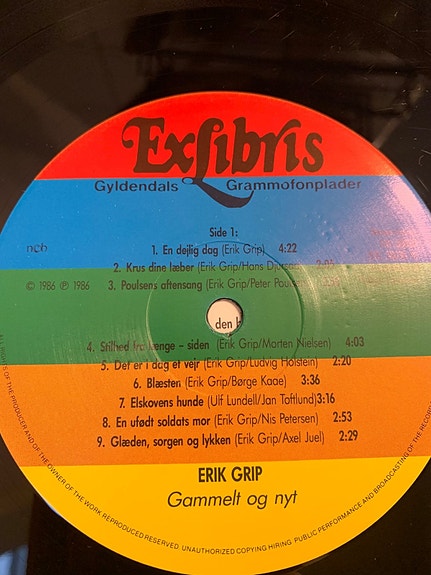 Exlibris
Gyldendals Grammofonplader
Side 1:
ncb
1. En dejlig dag (Erik Grip) 4:22
2. Krus dine læber (Erik Grip/Hans
© 1986 ℗ 1986
3. Poulsens aftensang (Erik Grip/Peter
den
4. Stilhed fra længe - siden (Erik Grip/Morten Nielsen) 4:03
5. Det er i dag et vejr (Erik Grip/Ludvig Holstein) 2:20
6. Blæsten (Erik Grip/Børge Kaae) 3:36
7. Elskovens hunde (Ulf Lundell/Jan Toftlund) 3:16
8. En ufødt soldats mor (Erik Grip/Nis Petersen) 2:53
9. Glæden, sorgen og lykken (Erik Grip/Axel Juel) 2:29
ERIK GRIP
Gammelt og nyt
OF THE PRODUCER AND OF THE OWNER OF THE WORK REPRODUCED RESERVED. UNAUTHORIZED COPYING HIRING PUBLIC PERFORMANCE AND BROADCASTING OF THE